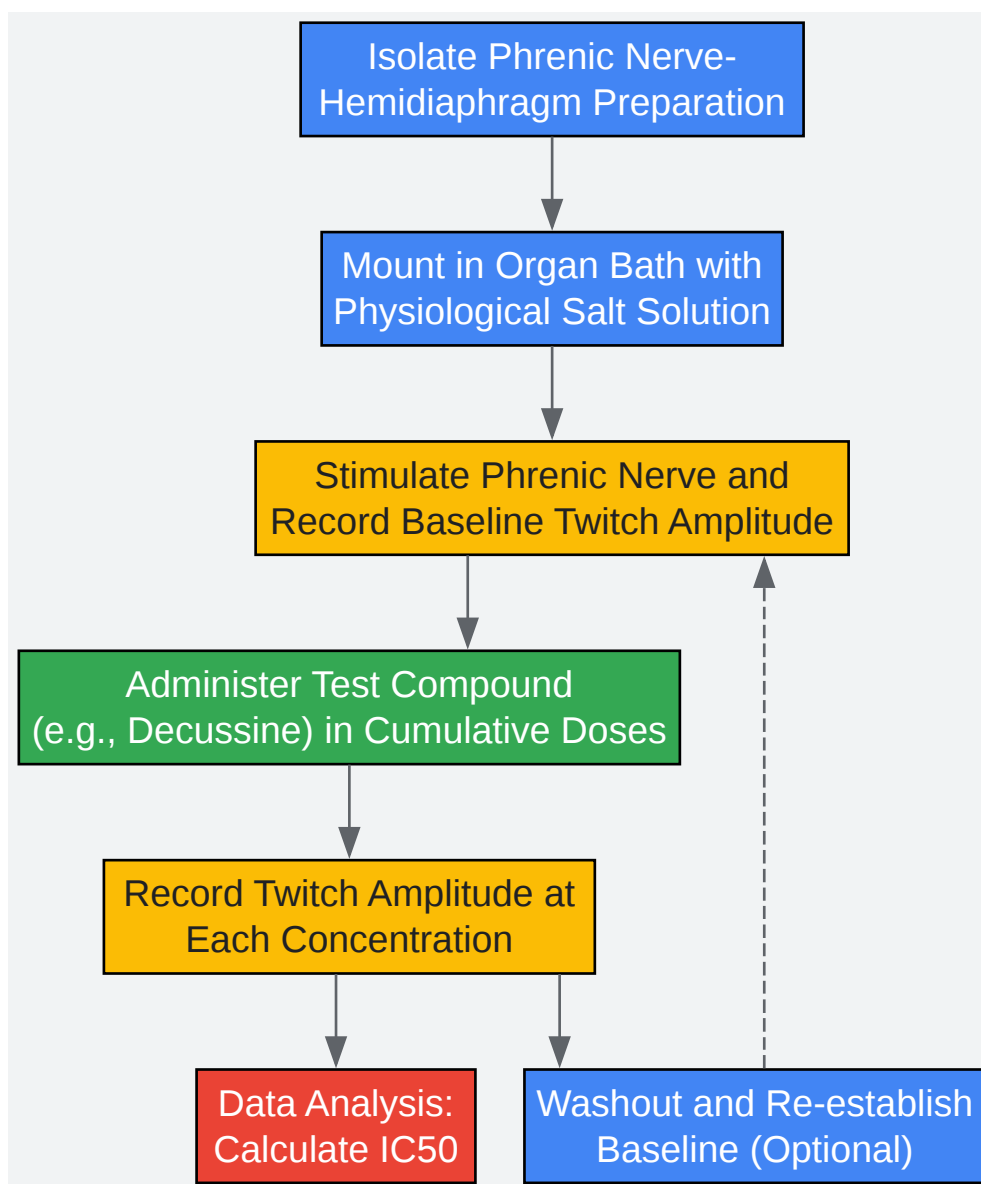 Isolate Phrenic Nerve-
Hemidiaphragm Preparation
Mount in Organ Bath with
Physiological Salt Solution
Stimulate Phrenic Nerve and
Record Baseline Twitch Amplitude
Administer Test Compound
(e.g., Decussine) in Cumulative Doses
Record Twitch Amplitude at
Each Concentration
Data Analysis:
Calculate IC50
Washout and Re-establish
Baseline (Optional)